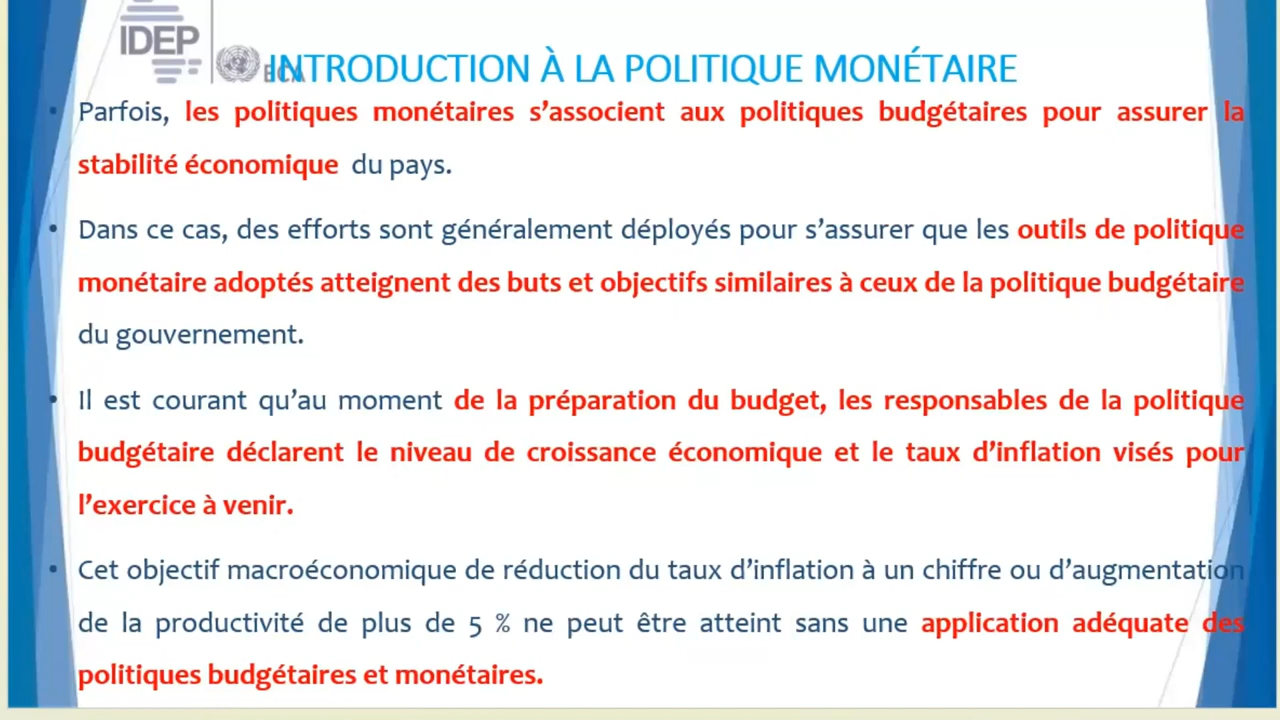 IDEP
ECA
INTRODUCTION À LA POLITIQUE MONÉTAIRE
• Parfois, les politiques monétaires s’associent aux politiques budgétaires pour assurer la
stabilité économique du pays.
• Dans ce cas, des efforts sont généralement déployés pour s’assurer que les outils de politique
monétaire adoptés atteignent des buts et objectifs similaires à ceux de la politique budgétaire
du gouvernement.
• Il est courant qu’au moment de la préparation du budget, les responsables de la politique
budgétaire déclarent le niveau de croissance économique et le taux d’inflation visés pour
l’exercice à venir.
• Cet objectif macroéconomique de réduction du taux d’inflation à un chiffre ou d’augmentation
de la productivité de plus de 5 % ne peut être atteint sans une application adéquate des
politiques budgétaires et monétaires.